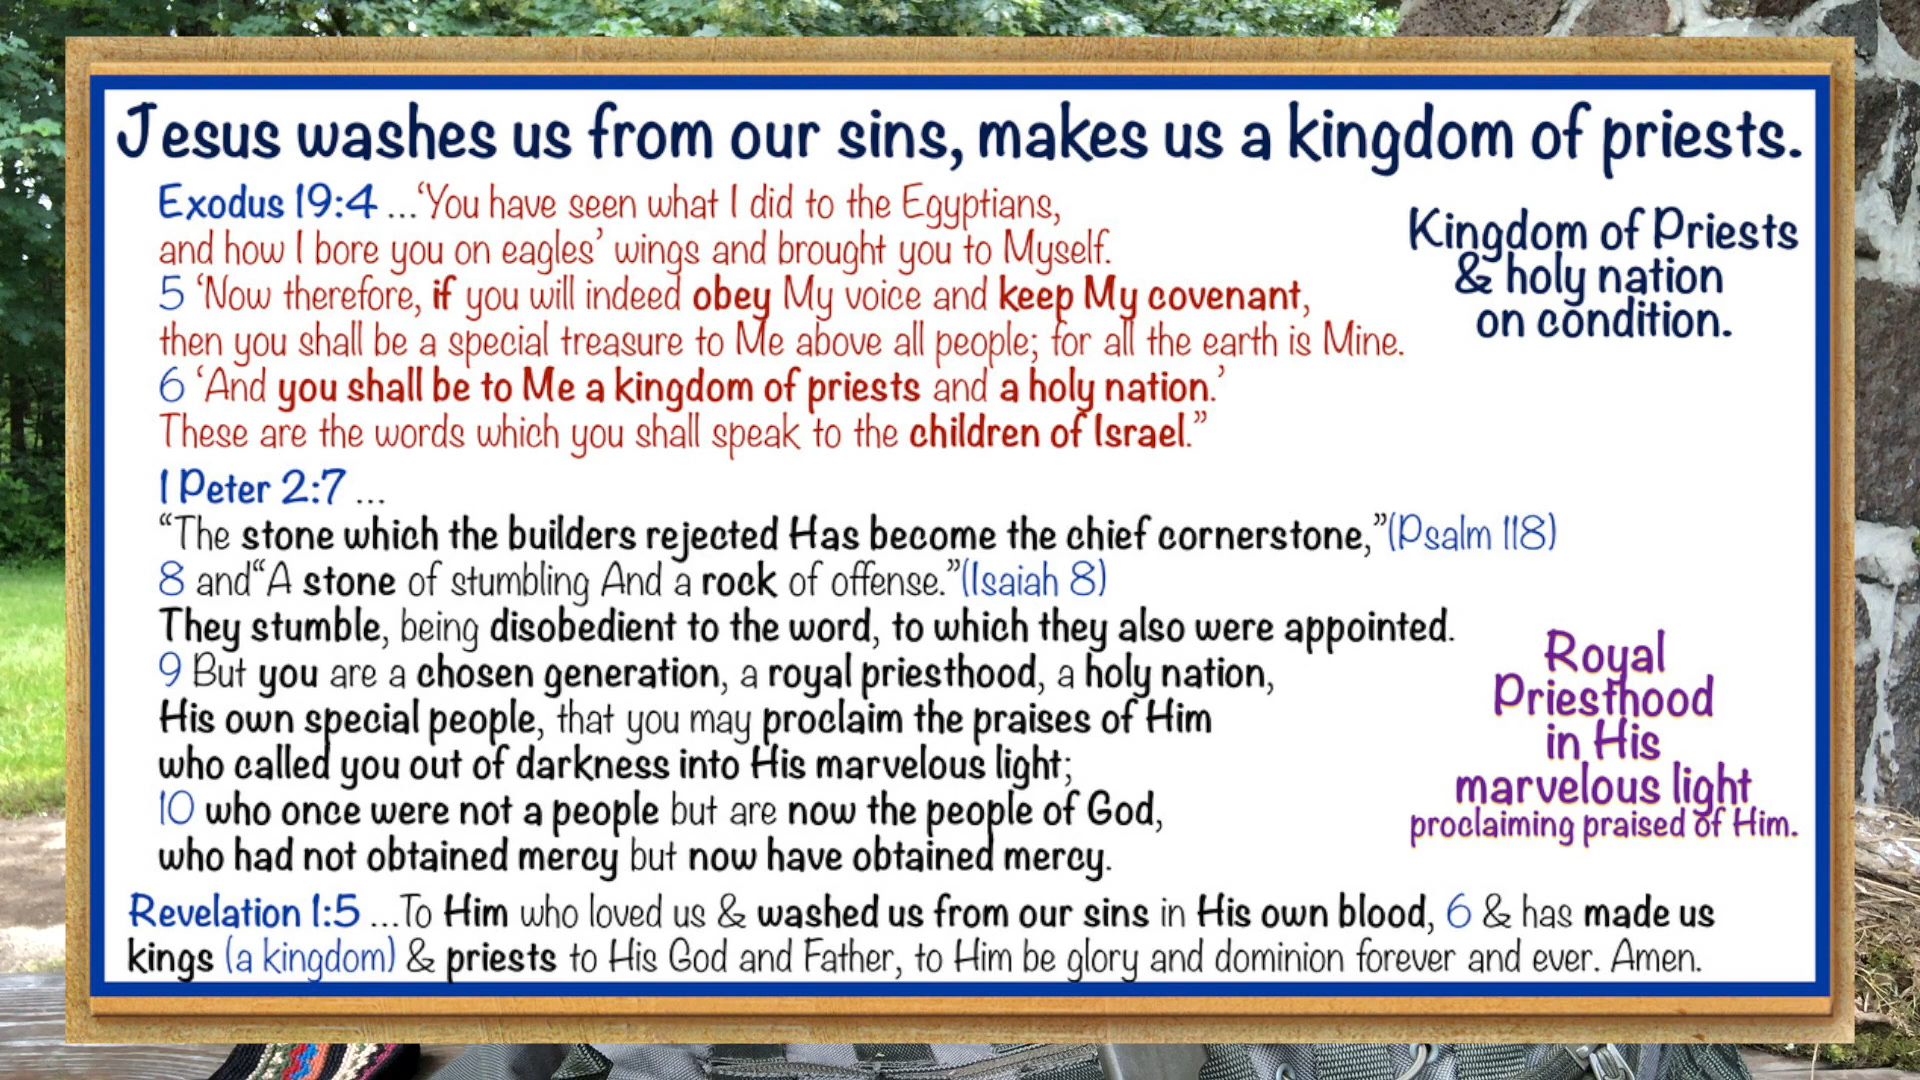 Jesus washes us from our sins, makes us a kingdom of priests.
Exodus 19:4 ...‘You have seen what I did to the Egyptians,
and how I bore you on eagles’ wings and brought you to Myself.
5 ‘Now therefore, if you will indeed obey My voice and keep My covenant,
then you shall be a special treasure to Me above all people; for all the earth is Mine.
6 ‘And you shall be to Me a kingdom of priests and a holy nation.’
These are the words which you shall speak to the children of Israel.”
Kingdom of Priests
& holy nation
on condition.
1 Peter 2:7 ...
“The stone which the builders rejected Has become the chief cornerstone,”(Psalm 118)
8 and“A stone of stumbling And a rock of offense.”(Isaiah 8)
They stumble, being disobedient to the word, to which they also were appointed.
9 But you are a chosen generation, a royal priesthood, a holy nation,
His own special people, that you may proclaim the praises of Him
who called you out of darkness into His marvelous light;
10 who once were not a people but are now the people of God,
who had not obtained mercy but now have obtained mercy.
Royal
Priesthood
in His
marvelous light
proclaiming praised of Him.
Revelation 1:5 ...To Him who loved us & washed us from our sins in His own blood, 6 & has made us
kings (a kingdom) & priests to His God and Father, to Him be glory and dominion forever and ever. Amen.